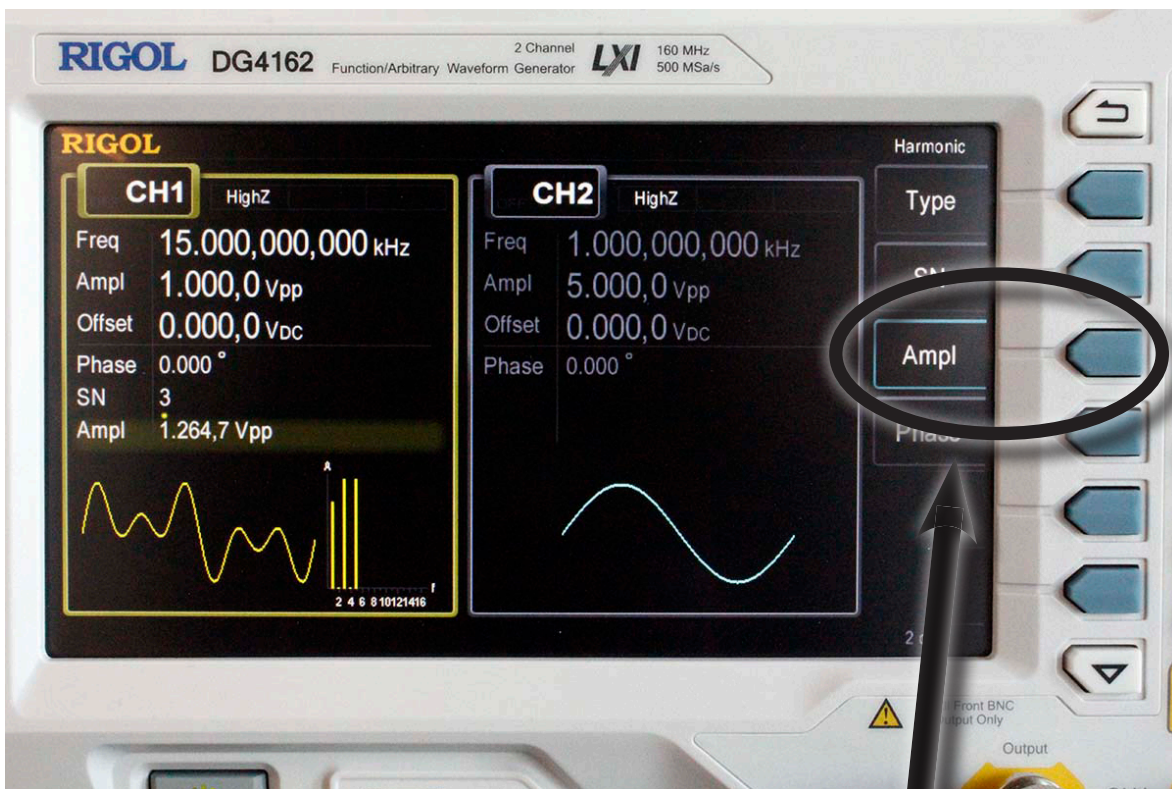 RIGOL DG4162 Function/Arbitrary Waveform Generator
2 Channel
LXI
160 MHz
500 MSa/s
RIGOL
Harmonic
CH1 HighZ
Freq 15.000,000,000 kHz
Ampl 1.000,0 Vpp
Offset 0.000,0 VDC
Phase 0.000 °
SN 3
Ampl 1.264,7 Vpp
A
f
2 4 6 8 10121416
CH2 HighZ
Freq 1.000,000,000 kHz
Ampl 5.000,0 Vpp
Offset 0.000,0 VDC
Phase 0.000 °
Type
SN
Ampl
Phase
2
Front BNC
Output Only
Output